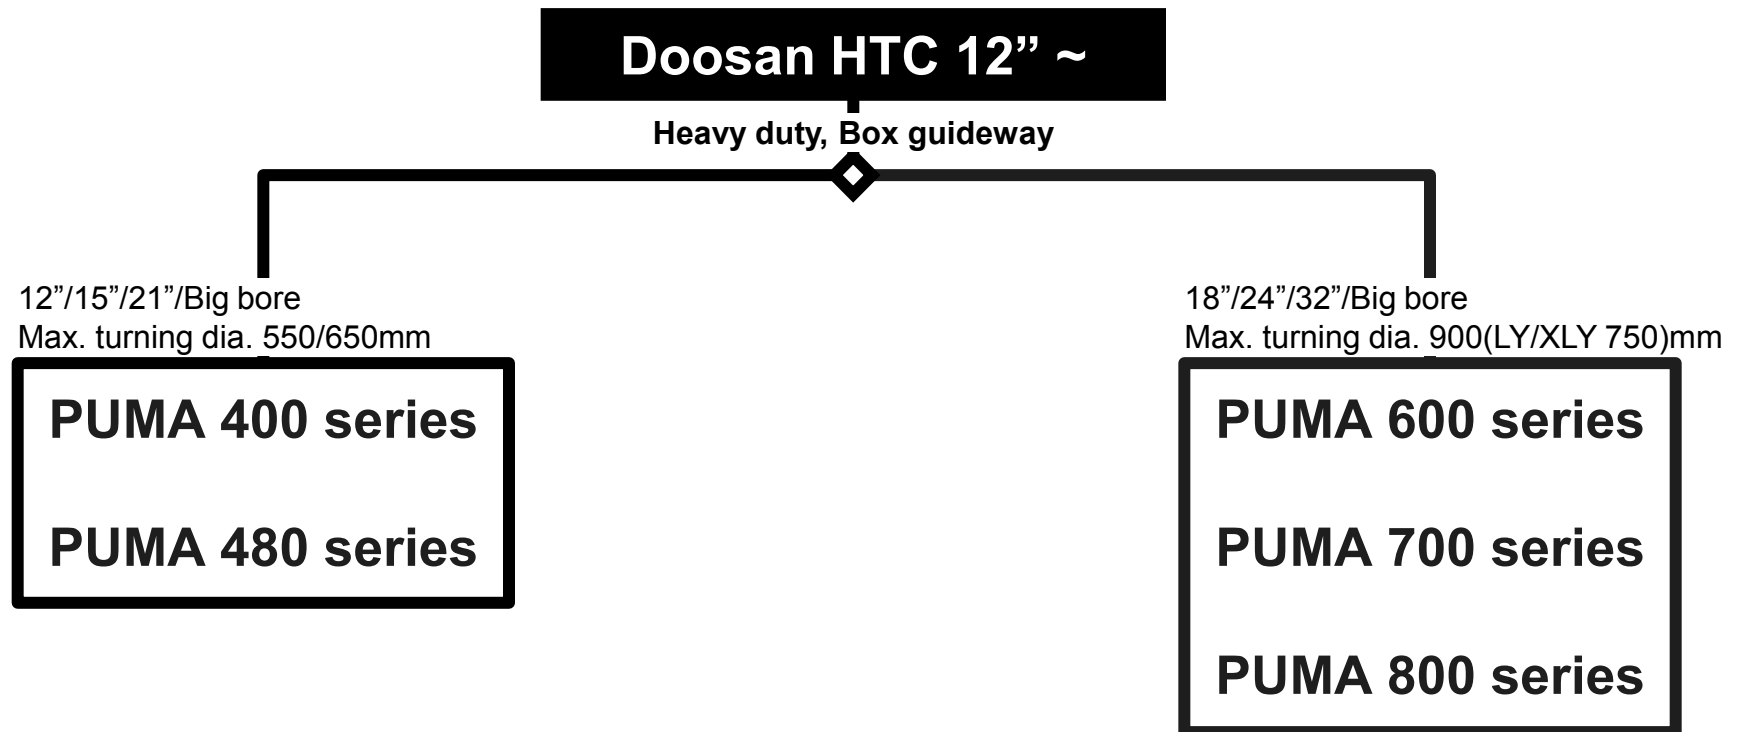 Doosan HTC 12” ~
Heavy duty, Box guideway
12”/15”/21”/Big bore
Max. turning dia. 550/650mm
PUMA 400 series
PUMA 480 series
18”/24”/32”/Big bore
Max. turning dia. 900(LY/XLY 750)mm
PUMA 600 series
PUMA 700 series
PUMA 800 series